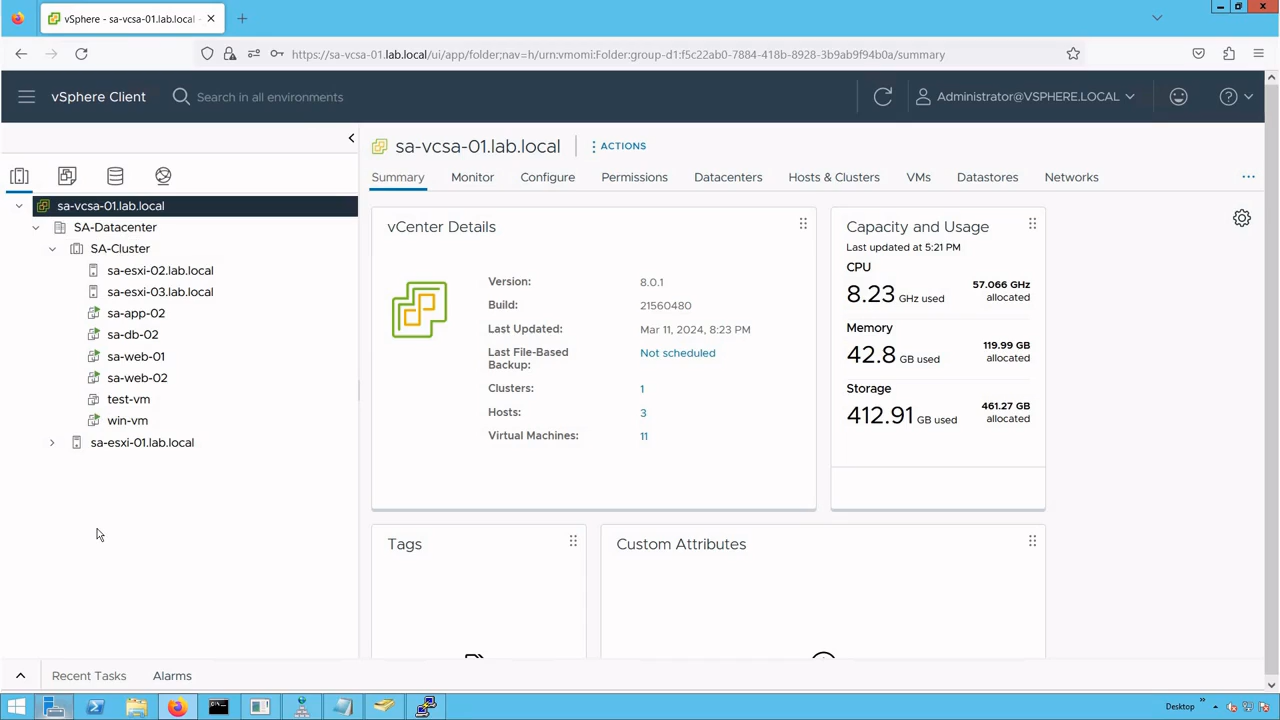 vSphere - sa-vcsa-01.lab.local
https://sa-vcsa-01.lab.local/ui/app/folder;nav=h/urn:vmomi:Folder:group-d1:f5c22ab0-7884-418b-8928-3b9ab9f94b0a/summary
vSphere Client
Search in all environments
Administrator@VSPHERE.LOCAL
sa-vcsa-01.lab.local
ACTIONS
Summary Monitor Configure Permissions Datacenters Hosts & Clusters VMs Datastores Networks
sa-vcsa-01.lab.local
SA-Datacenter
SA-Cluster
sa-esxi-02.lab.local
sa-esxi-03.lab.local
sa-app-02
sa-db-02
sa-web-01
sa-web-02
test-vm
win-vm
sa-esxi-01.lab.local
vCenter Details
Version: 8.0.1
Build: 21560480
Last Updated: Mar 11, 2024, 8:23 PM
Last File-Based Not scheduled
Backup:
Clusters: 1
Hosts: 3
Virtual Machines: 11
Capacity and Usage
Last updated at 5:21 PM
CPU
8.23 GHz used
57.066 GHz
allocated
Memory
42.8 GB used
119.99 GB
allocated
Storage
412.91 GB used
461.27 GB
allocated
Tags
Custom Attributes
Recent Tasks Alarms
Desktop